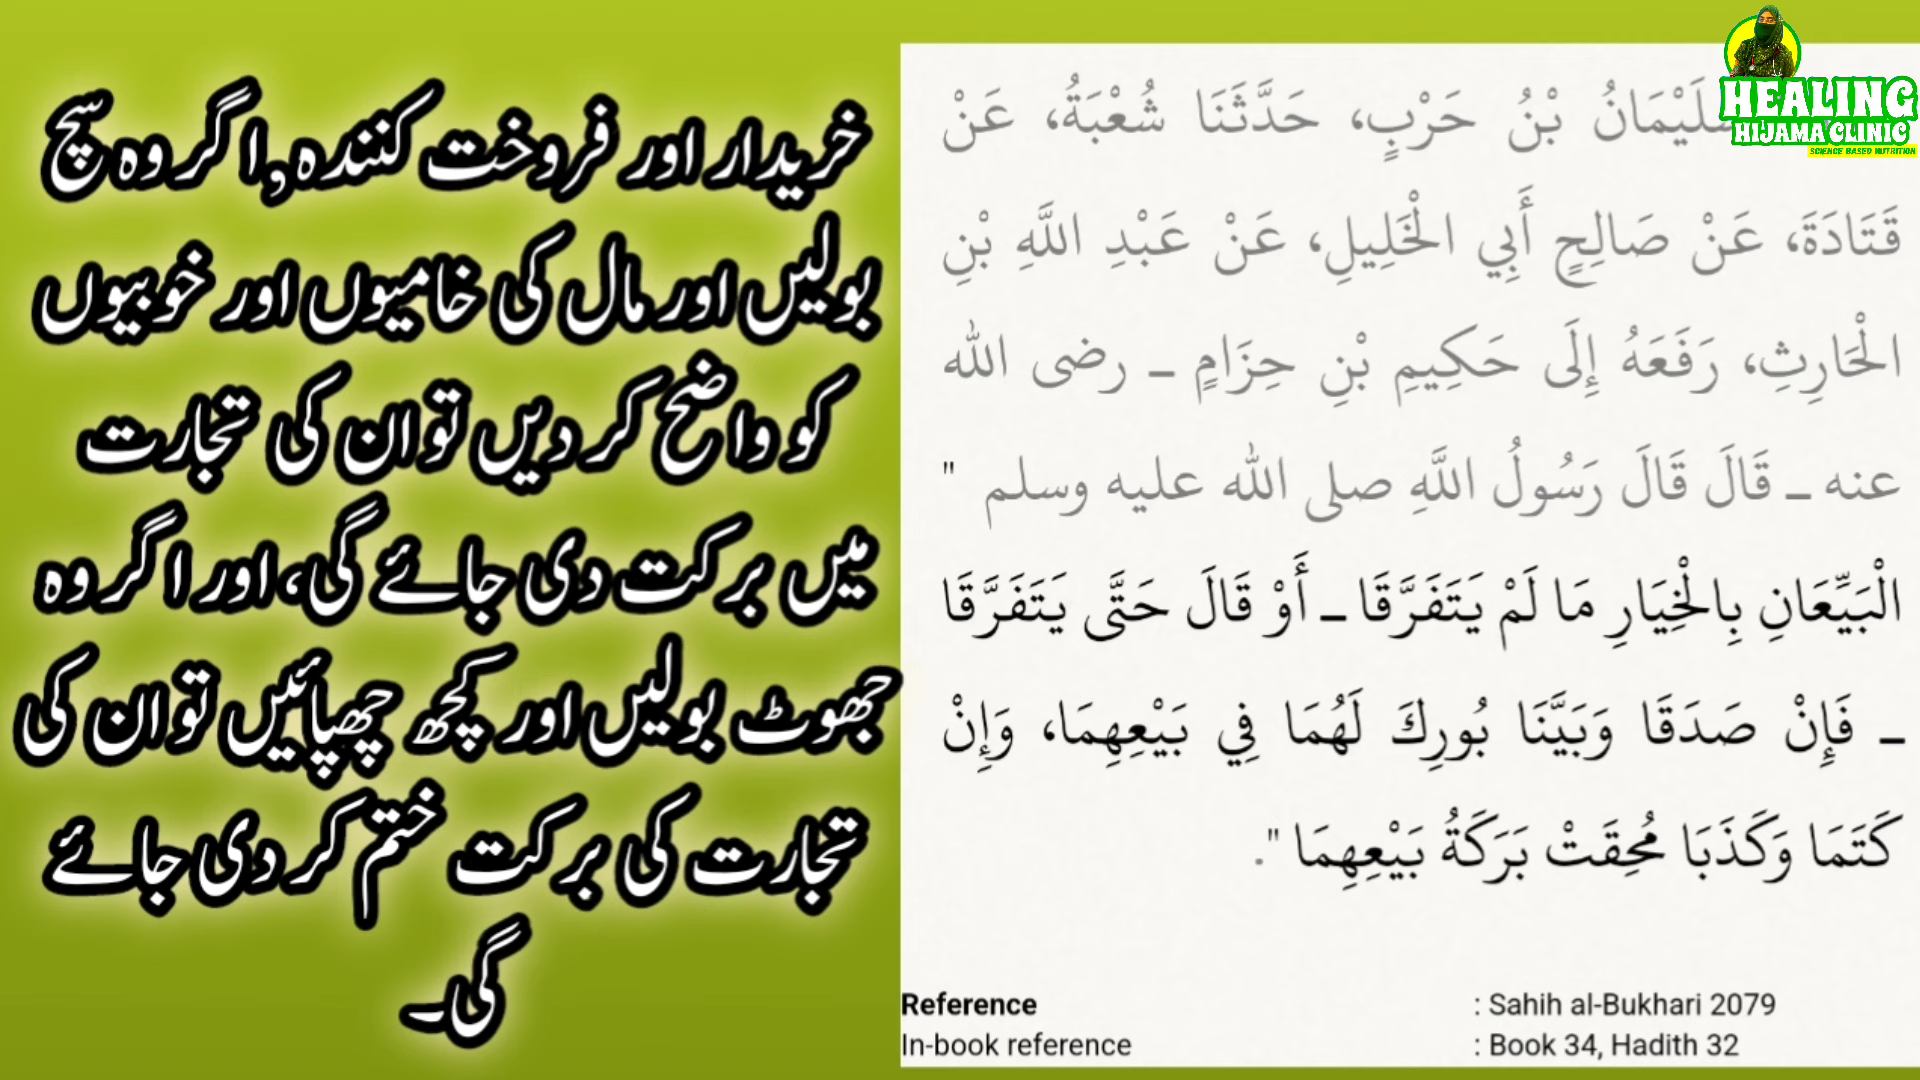 خریدار اور فروخت کنندہ, اگر وہ سچ
بولیں اور مال کی خامیوں اور خوبیوں
کو واضح کر دیں تو ان کی تجارت
میں برکت دی جائے گی، اور اگر وہ
جھوٹ بولیں اور کچھ چھپائیں تو ان کی
تجارت کی برکت ختم کر دی جائے
گی۔
HEALING
HIJAMA CLINIC
SCIENCE BASED NUTRITION
سُلَيْمَانُ بْنُ حَرْبٍ، حَدَّثَنَا شُعْبَةُ، عَنْ
قَتَادَةَ، عَنْ صَالِحٍ أَبِي الْخَلِيلِ، عَنْ عَبْدِ اللَّهِ بْنِ
الْحَارِثِ، رَفَعَهُ إِلَى حَكِيمِ بْنِ حِزَامٍ ـ رضى الله
عنه ـ قَالَ قَالَ رَسُولُ اللَّهِ صلى الله عليه وسلم ‏"‏
الْبَيِّعَانِ بِالْخِيَارِ مَا لَمْ يَتَفَرَّقَا ـ أَوْ قَالَ حَتَّى يَتَفَرَّقَا
ـ فَإِنْ صَدَقَا وَبَيَّنَا بُورِكَ لَهُمَا فِي بَيْعِهِمَا، وَإِنْ
كَتَمَا وَكَذَبَا مُحِقَتْ بَرَكَةُ بَيْعِهِمَا ‏"‏‏.‏
Reference : Sahih al-Bukhari 2079
In-book reference : Book 34, Hadith 32